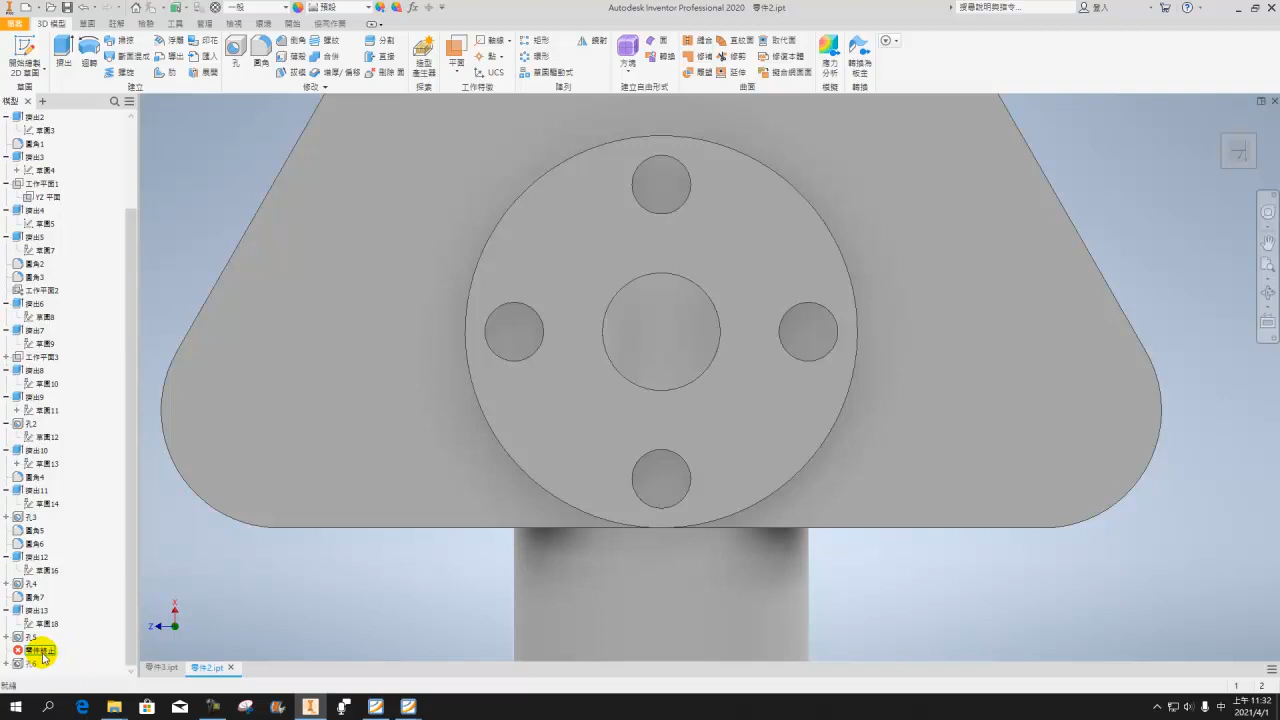 一般
預設
Autodesk Inventor Professional 2020 零件2.ipt
搜尋說明與指令...
登入
檔案 3D 模型 草圖 註解 檢驗 工具 管理 檢視 環境 開始 協同作業
開始繪製
2D 草圖
草圖
擠出
迴轉
掃掠
斷面混成
螺旋
浮雕
導出
肋
印花
匯入
展開
建立
孔
圓角
倒角
薄殼
拔模
螺紋
合併
增厚/偏移
分割
直接
刪除 面
修改
造型
產生器
探索
平面
軸線
點
UCS
工作特徵
矩形
環形
草圖驅動式
鏡射
陣列
方塊
面
轉換
建立自由形式
縫合
修補
雕塑
直紋面
修剪
延伸
取代面
修復本體
擬合網面面
曲面
應力
分析
模擬
轉換為
板金
轉換
模型
擠出2
草圖3
圓角1
擠出3
草圖4
工作平面1
YZ 平面
擠出4
草圖5
擠出5
草圖7
圓角2
圓角3
工作平面2
擠出6
草圖8
擠出7
草圖9
工作平面3
擠出8
草圖10
擠出9
草圖11
孔2
草圖12
擠出10
草圖13
圓角4
擠出11
草圖14
孔3
圓角5
圓角6
擠出12
草圖16
孔4
圓角7
擠出13
草圖18
孔5
零件終止
孔6
X
Z
零件3.ipt 零件2.ipt
就緒
1 2
中
上午 11:32
2021/4/1